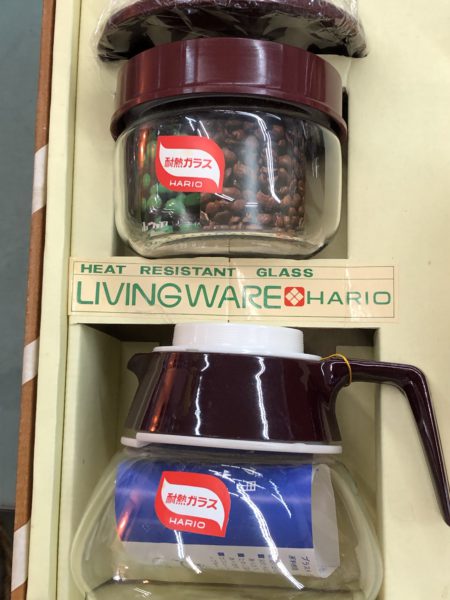 耐熱ガラス
HARIO
HEAT RESISTANT GLASS
LIVINGWARE HARIO
耐熱ガラス
HARIO